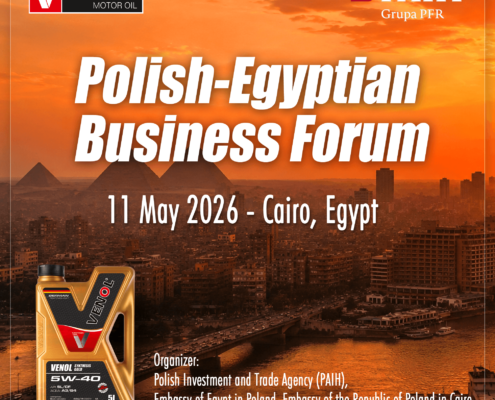 V
MOTOR OIL
Grupa PFR
Polish-Egyptian
Business Forum
11 May 2026 - Cairo, Egypt
VENOL
V
VENOL
5W-40
5L
Organizer:
Polish Investment and Trade Agency (PAIH),
Embassy of Egypt in Poland, Embassy of the Republic of Poland in Cairo